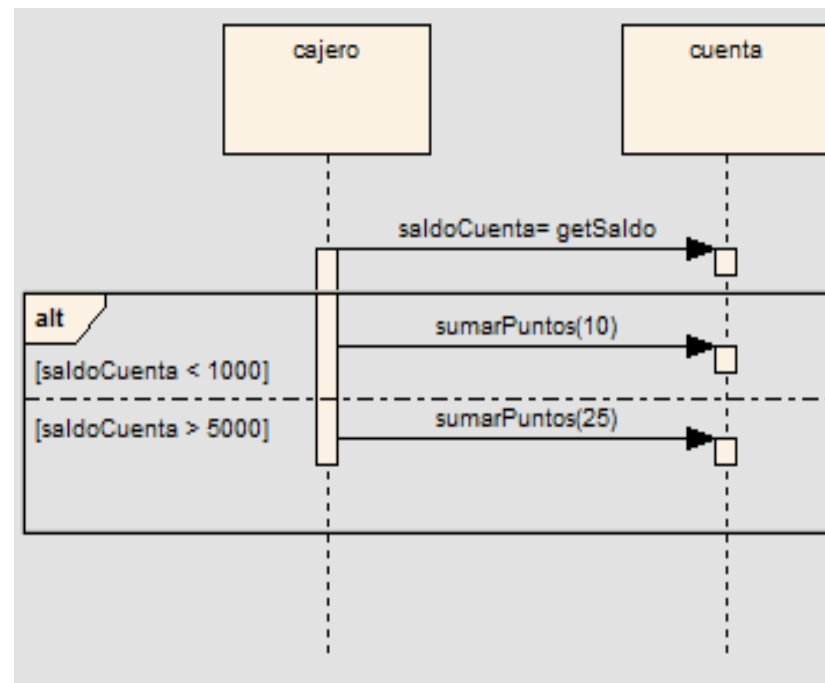 cajero
cuenta
saldoCuenta= getSaldo
alt
sumarPuntos(10)
[saldoCuenta < 1000]
sumarPuntos(25)
[saldoCuenta > 5000]